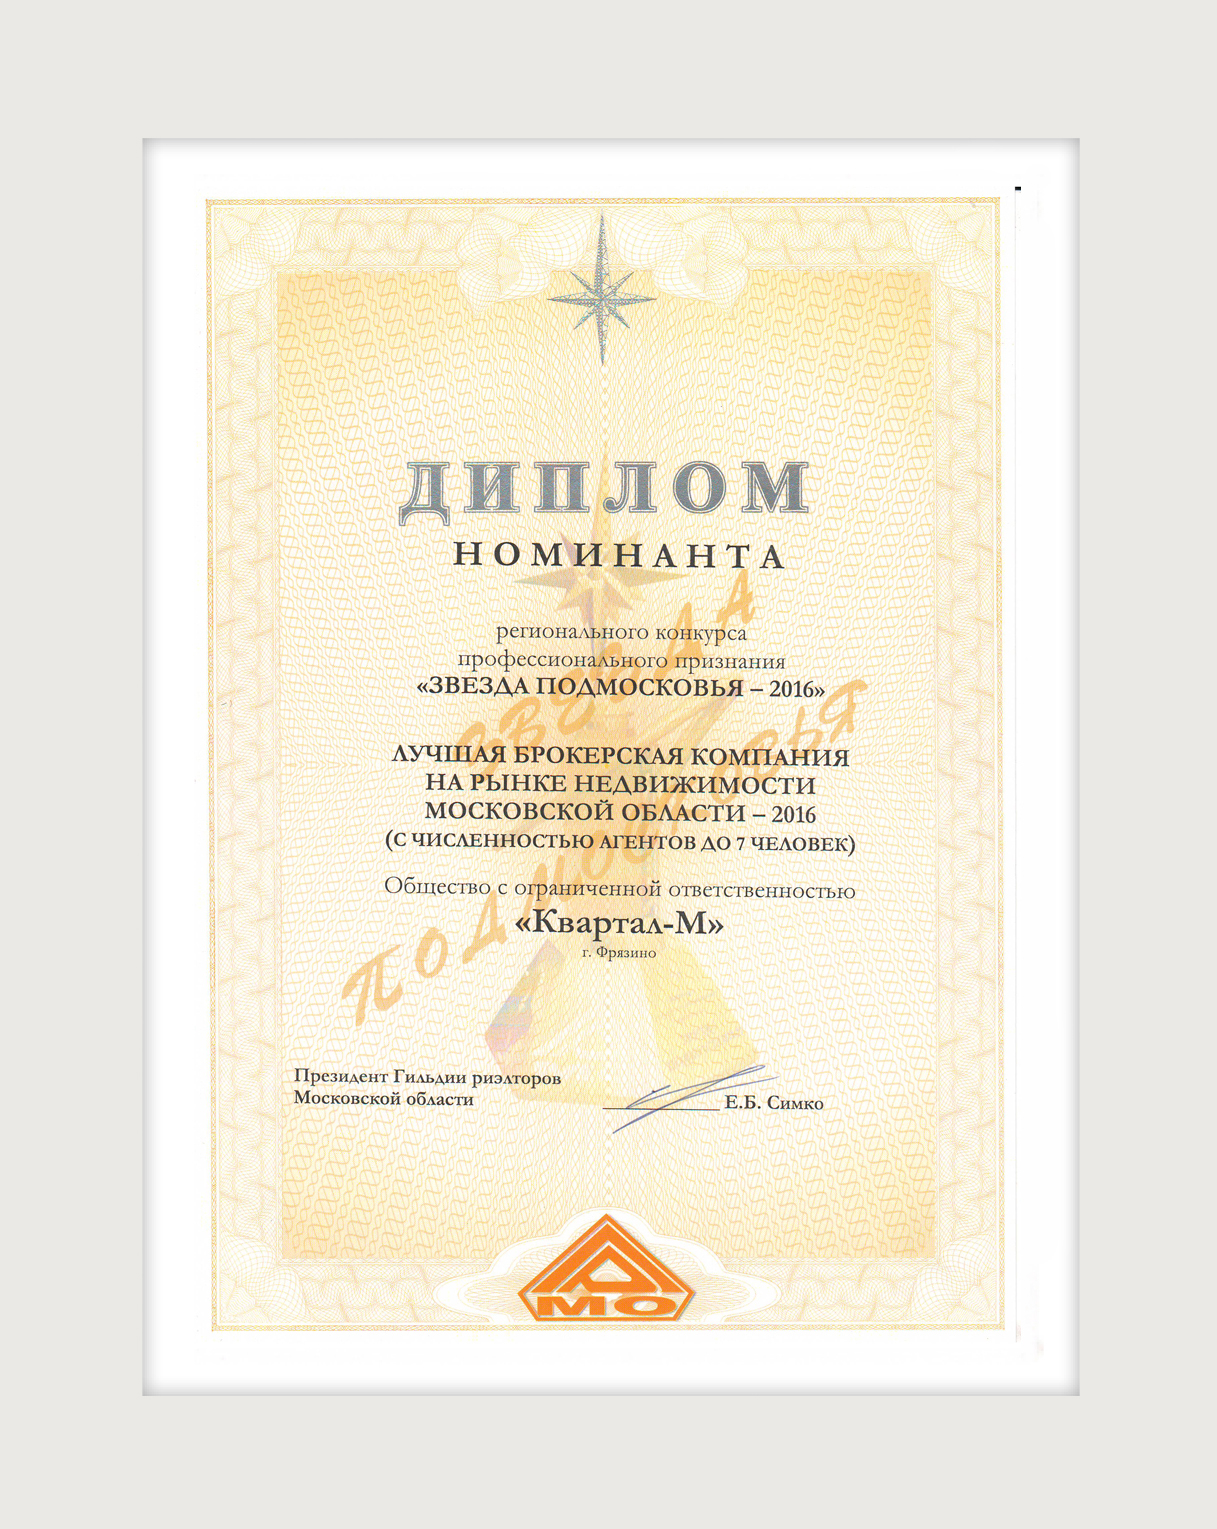 ДИПЛОМ
НОМИНАНТА
регионального конкурса
профессионального признания
«ЗВЕЗДА ПОДМОСКОВЬЯ – 2016»
ЛУЧШАЯ БРОКЕРСКАЯ КОМПАНИЯ
НА РЫНКЕ НЕДВИЖИМОСТИ
МОСКОВСКОЙ ОБЛАСТИ – 2016
(С ЧИСЛЕННОСТЬЮ АГЕНТОВ ДО 7 ЧЕЛОВЕК)
Общество с ограниченной ответственностью
«Квартал-М»
г. Фрязино
ЗВЕЗДА
ПОДМОСКОВЬЯ
Президент Гильдии риэлторов
Московской области
Е.Б. Симко
МО